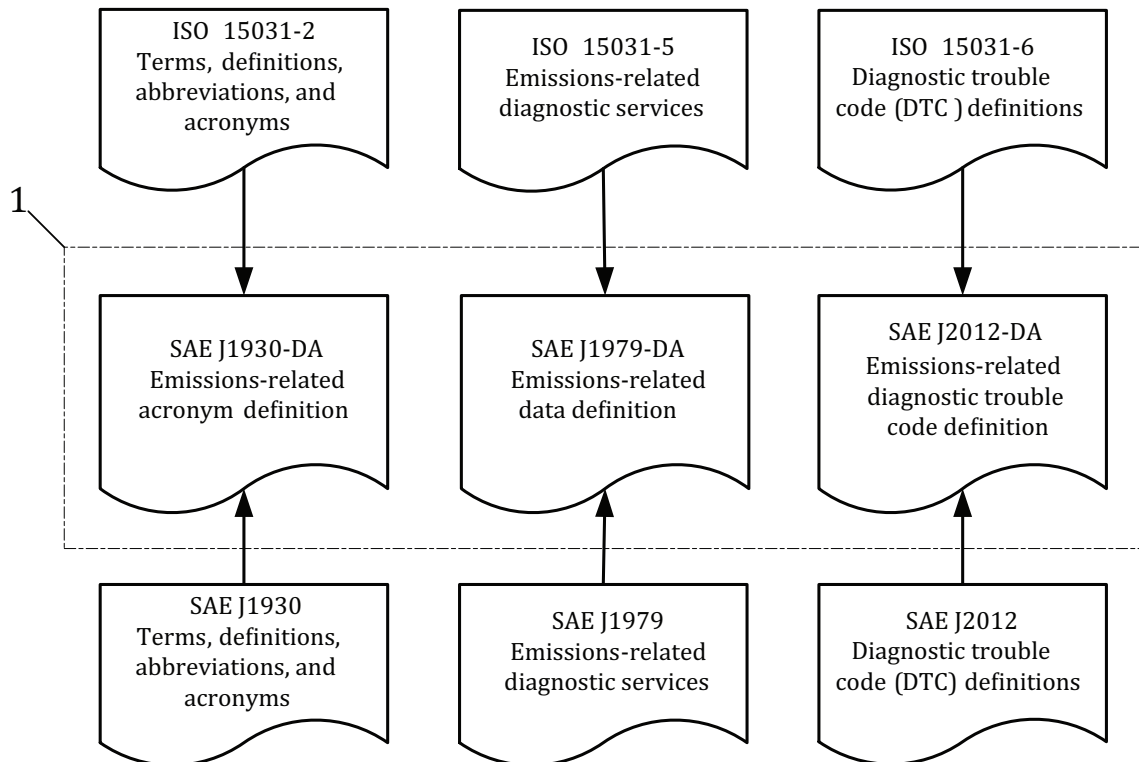 ISO 15031-2
Terms, definitions,
abbreviations, and
acronyms
ISO 15031-5
Emissions-related
diagnostic services
ISO 15031-6
Diagnostic trouble
code (DTC ) definitions
1
SAE J1930-DA
Emissions-related
acronym definition
SAE J1979-DA
Emissions-related
data definition
SAE J2012-DA
Emissions-related
diagnostic trouble
code definition
SAE J1930
Terms, definitions,
abbreviations, and
acronyms
SAE J1979
Emissions-related
diagnostic services
SAE J2012
Diagnostic trouble
code (DTC) definitions